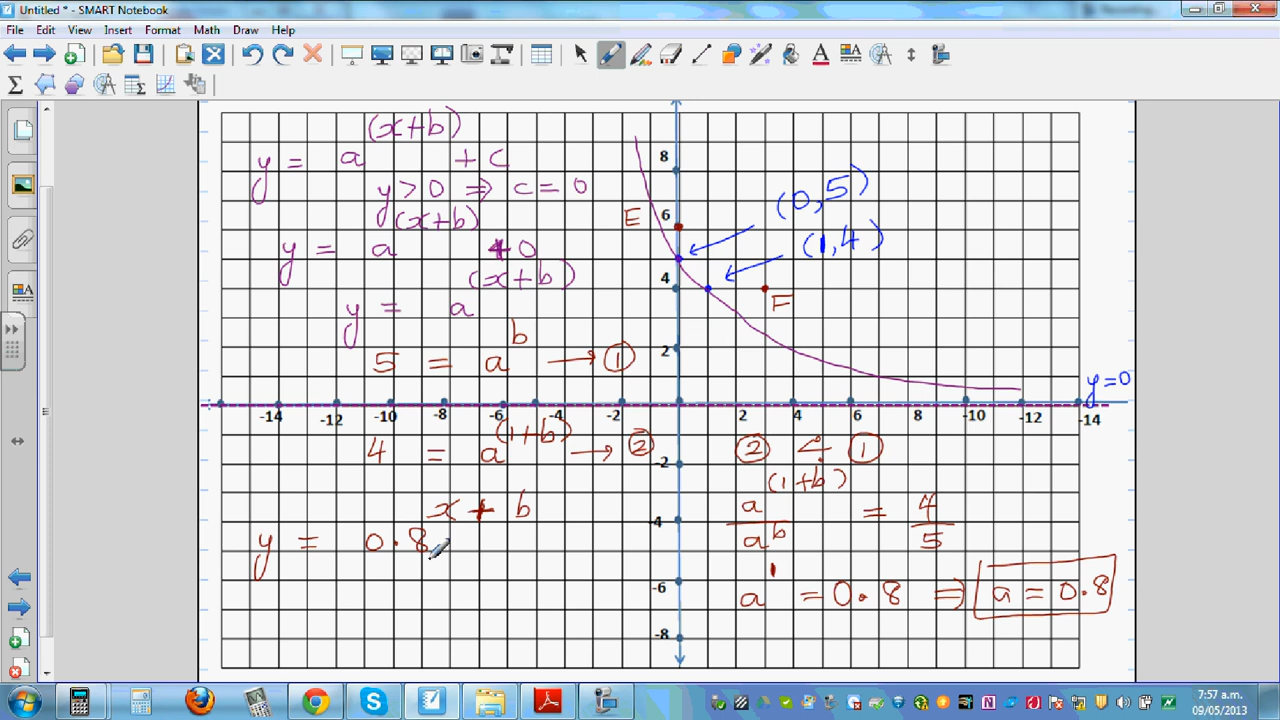 Untitled * - SMART Notebook
File Edit View Insert Format Math Draw Help
y = a^(x+b) + c
y > 0 ⇒ c = 0
y = a^(x+b) + 0
y = a^(x+b)
5 = a^b → ①
4 = a^(1+b) → ②
y = 0.8^x+b
E
(0,5)
(1,4)
F
y=0
8
6
4
2
-14 -12 -10 -8 -6 -4 -2 2 4 6 8 -10 -12 -14
-2
-4
-6
-8
② ÷ ①
a^(1+b) / a^b = 4/5
a^1 = 0.8 ⇒ a = 0.8
7:57 a.m.
09/05/2013